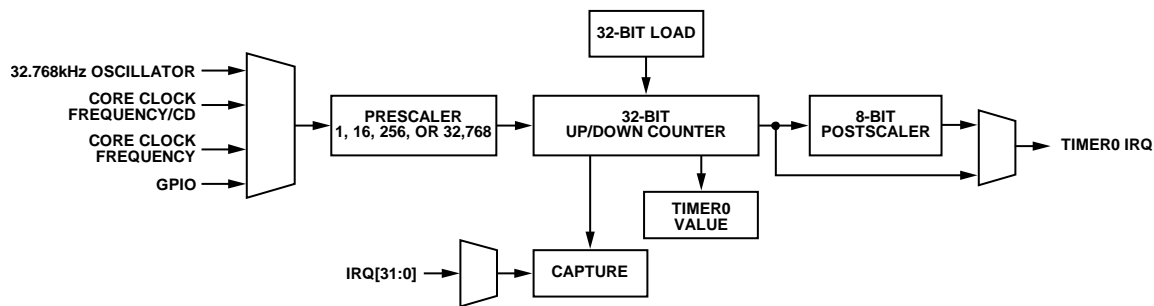 32-BIT LOAD
32.768kHz OSCILLATOR
CORE CLOCK
FREQUENCY/CD
CORE CLOCK
FREQUENCY
GPIO
PRESCALER
1, 16, 256, OR 32,768
32-BIT
UP/DOWN COUNTER
8-BIT
POSTSCALER
TIMER0 IRQ
TIMER0
VALUE
IRQ[31:0]
CAPTURE